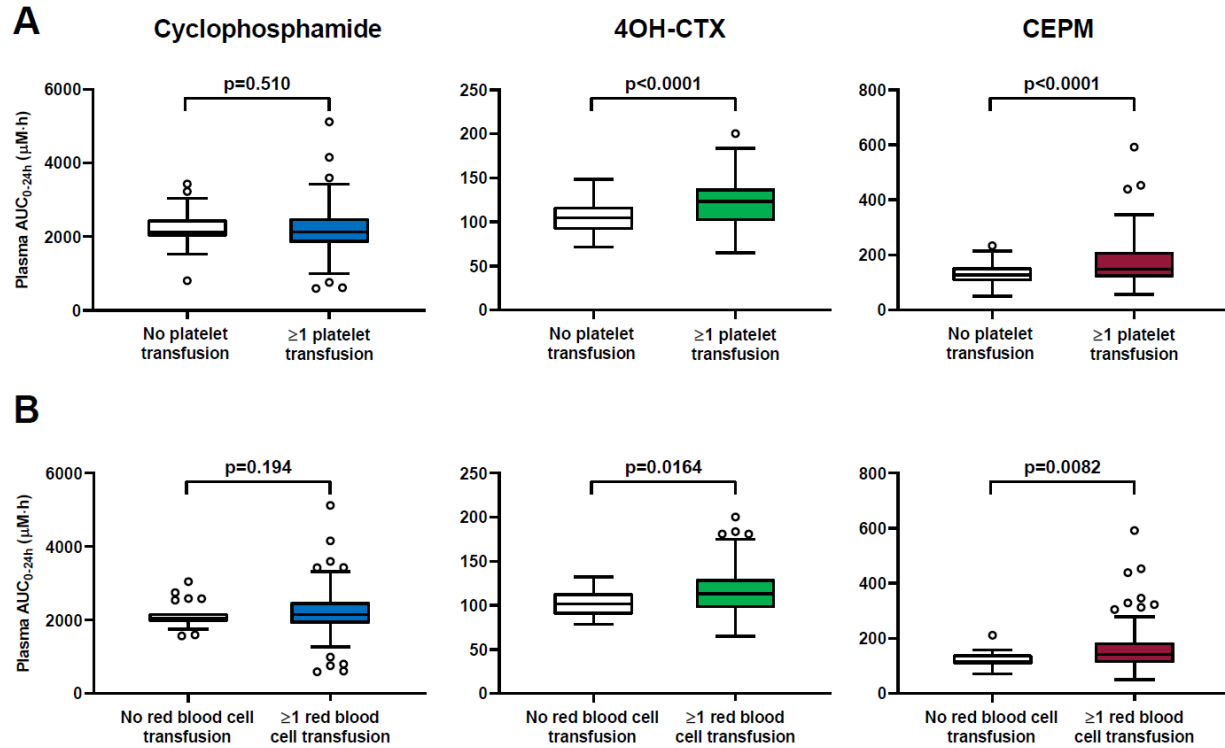 A
Cyclophosphamide
4OH-CTX
CEPM
p=0.510
p<0.0001
p<0.0001
Plasma AUC0-24h (μM·h)
6000
4000
2000
0
250
200
150
100
50
0
800
600
400
200
0
No platelet
transfusion
≥1 platelet
transfusion
No platelet
transfusion
≥1 platelet
transfusion
No platelet
transfusion
≥1 platelet
transfusion
B
p=0.194
p=0.0164
p=0.0082
Plasma AUC0-24h (μM·h)
6000
4000
2000
0
250
200
150
100
50
0
800
600
400
200
0
No red blood cell
transfusion
≥1 red blood
cell transfusion
No red blood cell
transfusion
≥1 red blood
cell transfusion
No red blood cell
transfusion
≥1 red blood
cell transfusion